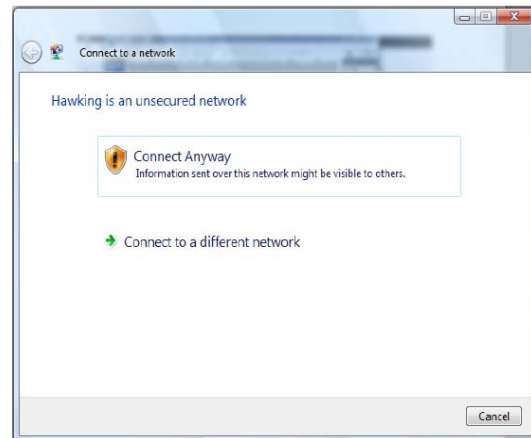 Connect to a network
Hawking is an unsecured network
Connect Anyway
Information sent over this network might be visible to others.
Connect to a different network
Cancel